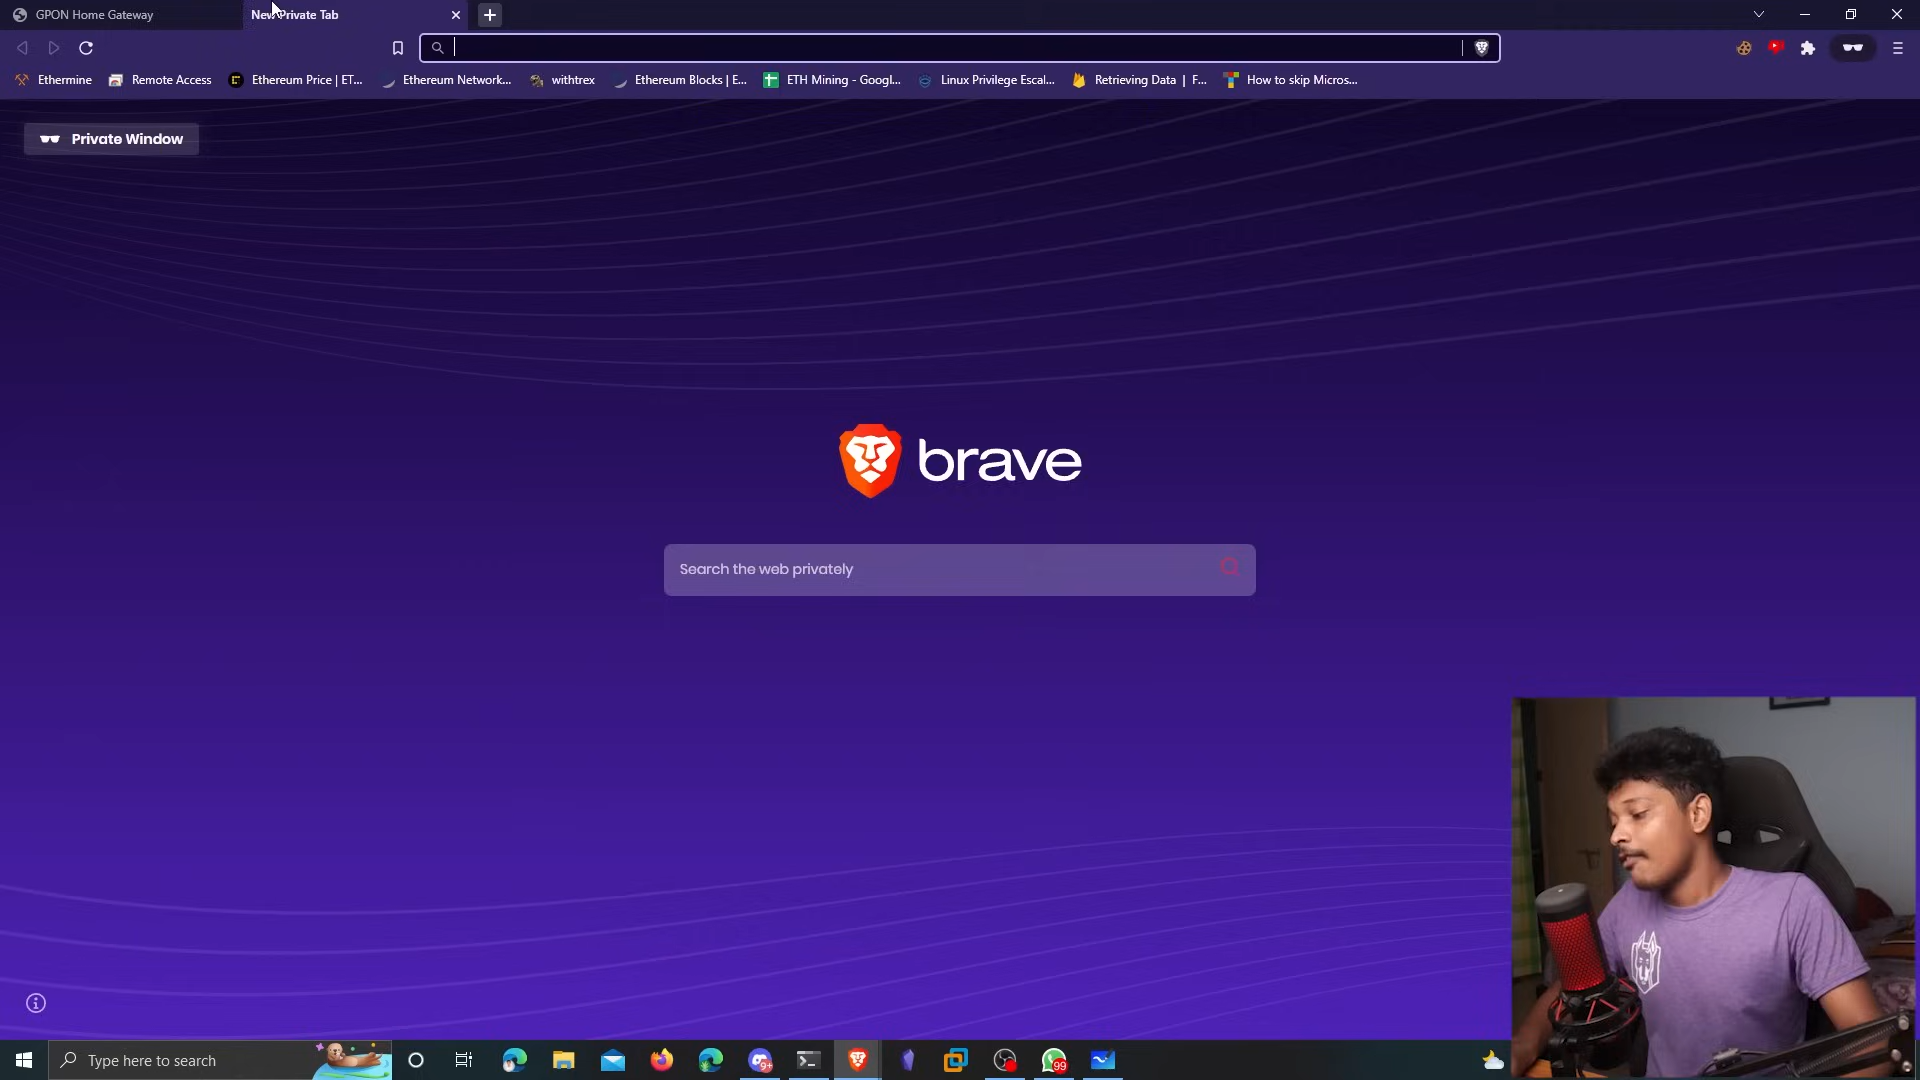 GPON Home Gateway
New Private Tab
Ethermine
Remote Access
Ethereum Price | ET...
Ethereum Network...
withtrex
Ethereum Blocks | E...
ETH Mining - Googl...
Linux Privilege Escal...
Retrieving Data | F...
How to skip Micros...
Private Window
brave
Search the web privately
Type here to search
9+
99